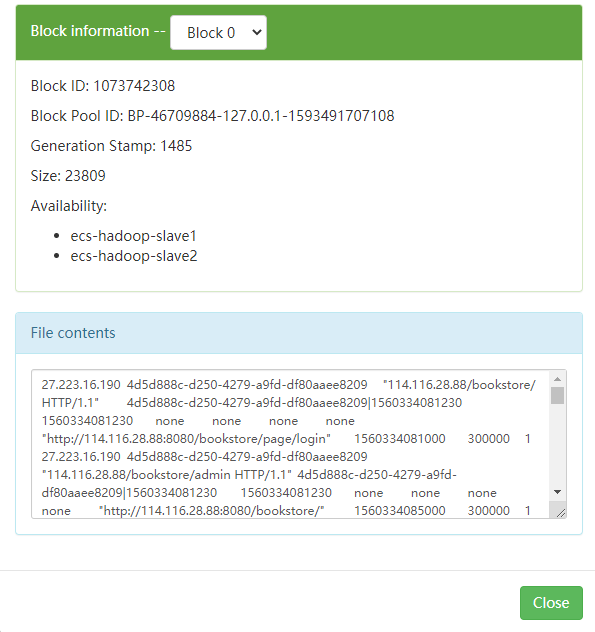 Block information -- Block 0
Block ID: 1073742308
Block Pool ID: BP-46709884-127.0.0.1-1593491707108
Generation Stamp: 1485
Size: 23809
Availability:
ecs-hadoop-slave1
ecs-hadoop-slave2
File contents
27.223.16.190 4d5d888c-d250-4279-a9fd-df80aaee8209 "114.116.28.88/bookstore/
HTTP/1.1" 4d5d888c-d250-4279-a9fd-df80aaee8209|1560334081230
1560334081230 none none none none
"http://114.116.28.88:8080/bookstore/page/login" 1560334081000 300000 1
27.223.16.190 4d5d888c-d250-4279-a9fd-df80aaee8209
"114.116.28.88/bookstore/admin HTTP/1.1" 4d5d888c-d250-4279-a9fd-
df80aaee8209|1560334081230 1560334081230 none none none
none "http://114.116.28.88:8080/bookstore/" 1560334085000 300000 1
Close